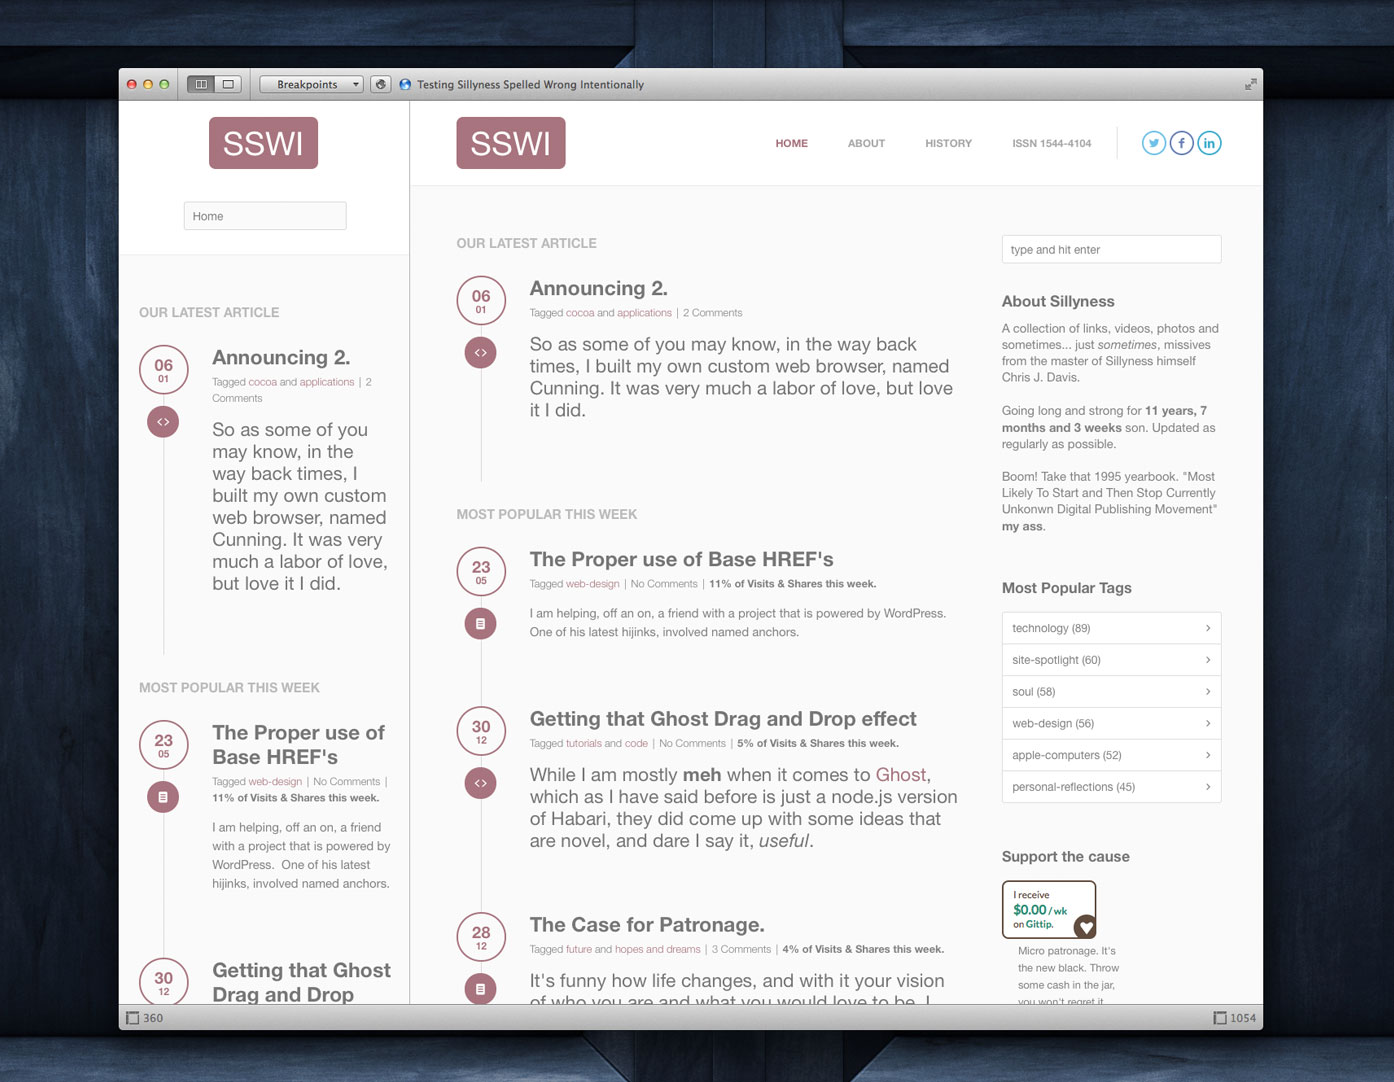 Breakpoints
Testing Sillyness Spelled Wrong Intentionally
SSWI
Home
OUR LATEST ARTICLE
06
01
Announcing 2.
Tagged cocoa and applications | 2
Comments
So as some of you
may know, in the
way back times, I
built my own custom
web browser, named
Cunning. It was very
much a labor of love,
but love it I did.
MOST POPULAR THIS WEEK
23
05
The Proper use of
Base HREF's
Tagged web-design | No Comments |
11% of Visits & Shares this week.
I am helping, off an on, a friend
with a project that is powered by
WordPress. One of his latest
hijinks, involved named anchors.
30
12
Getting that Ghost
Drag and Drop
360
SSWI
HOME ABOUT HISTORY ISSN 1544-4104
OUR LATEST ARTICLE
06
01
Announcing 2.
Tagged cocoa and applications | 2 Comments
So as some of you may know, in the way back
times, I built my own custom web browser, named
Cunning. It was very much a labor of love, but love
it I did.
MOST POPULAR THIS WEEK
23
05
The Proper use of Base HREF's
Tagged web-design | No Comments | 11% of Visits & Shares this week.
I am helping, off an on, a friend with a project that is powered by WordPress.
One of his latest hijinks, involved named anchors.
30
12
Getting that Ghost Drag and Drop effect
Tagged tutorials and code | No Comments | 5% of Visits & Shares this week.
While I am mostly meh when it comes to Ghost,
which as I have said before is just a node.js version
of Habari, they did come up with some ideas that
are novel, and dare I say it, useful.
28
12
The Case for Patronage.
Tagged future and hopes and dreams | 3 Comments | 4% of Visits & Shares this week.
It's funny how life changes, and with it your vision
of who you are and what you would love to be. I
type and hit enter
About Sillyness
A collection of links, videos, photos and
sometimes... just sometimes, missives
from the master of Sillyness himself
Chris J. Davis.
Going long and strong for 11 years, 7
months and 3 weeks son. Updated as
regularly as possible.
Boom! Take that 1995 yearbook. "Most
Likely To Start and Then Stop Currently
Unkonwn Digital Publishing Movement"
my ass.
Most Popular Tags
technology (89)
site-spotlight (60)
soul (58)
web-design (56)
apple-computers (52)
personal-reflections (45)
Support the cause
I receive
$0.00 / wk
on Gittip.
Micro patronage. It's
the new black. Throw
some cash in the jar,
you won't regret it
1054